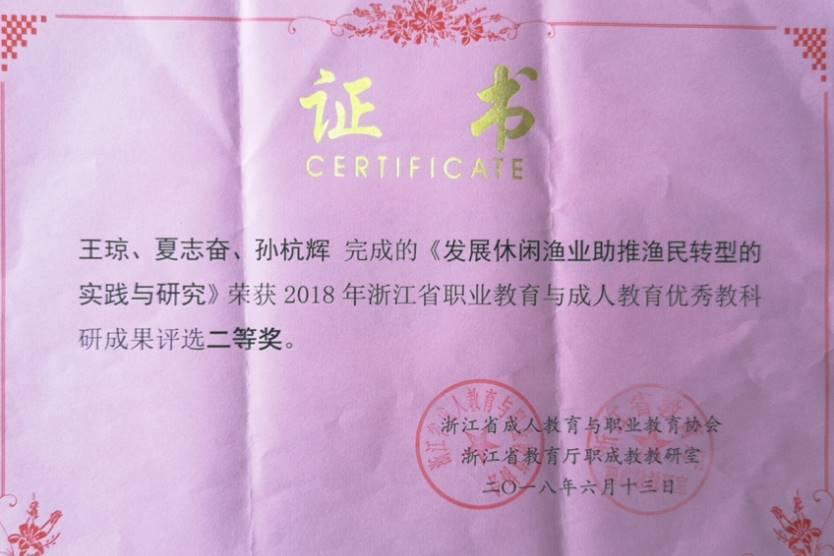 证 书
CERTIFICATE
王琼、夏志奋、孙杭辉 完成的《发展休闲渔业助推渔民转型的
实践与研究》荣获 2018 年浙江省职业教育与成人教育优秀教科
研成果评选二等奖。
浙江省成人教育与职业教育协会
浙江省教育厅职成教教研室
二〇一八年六月十三日